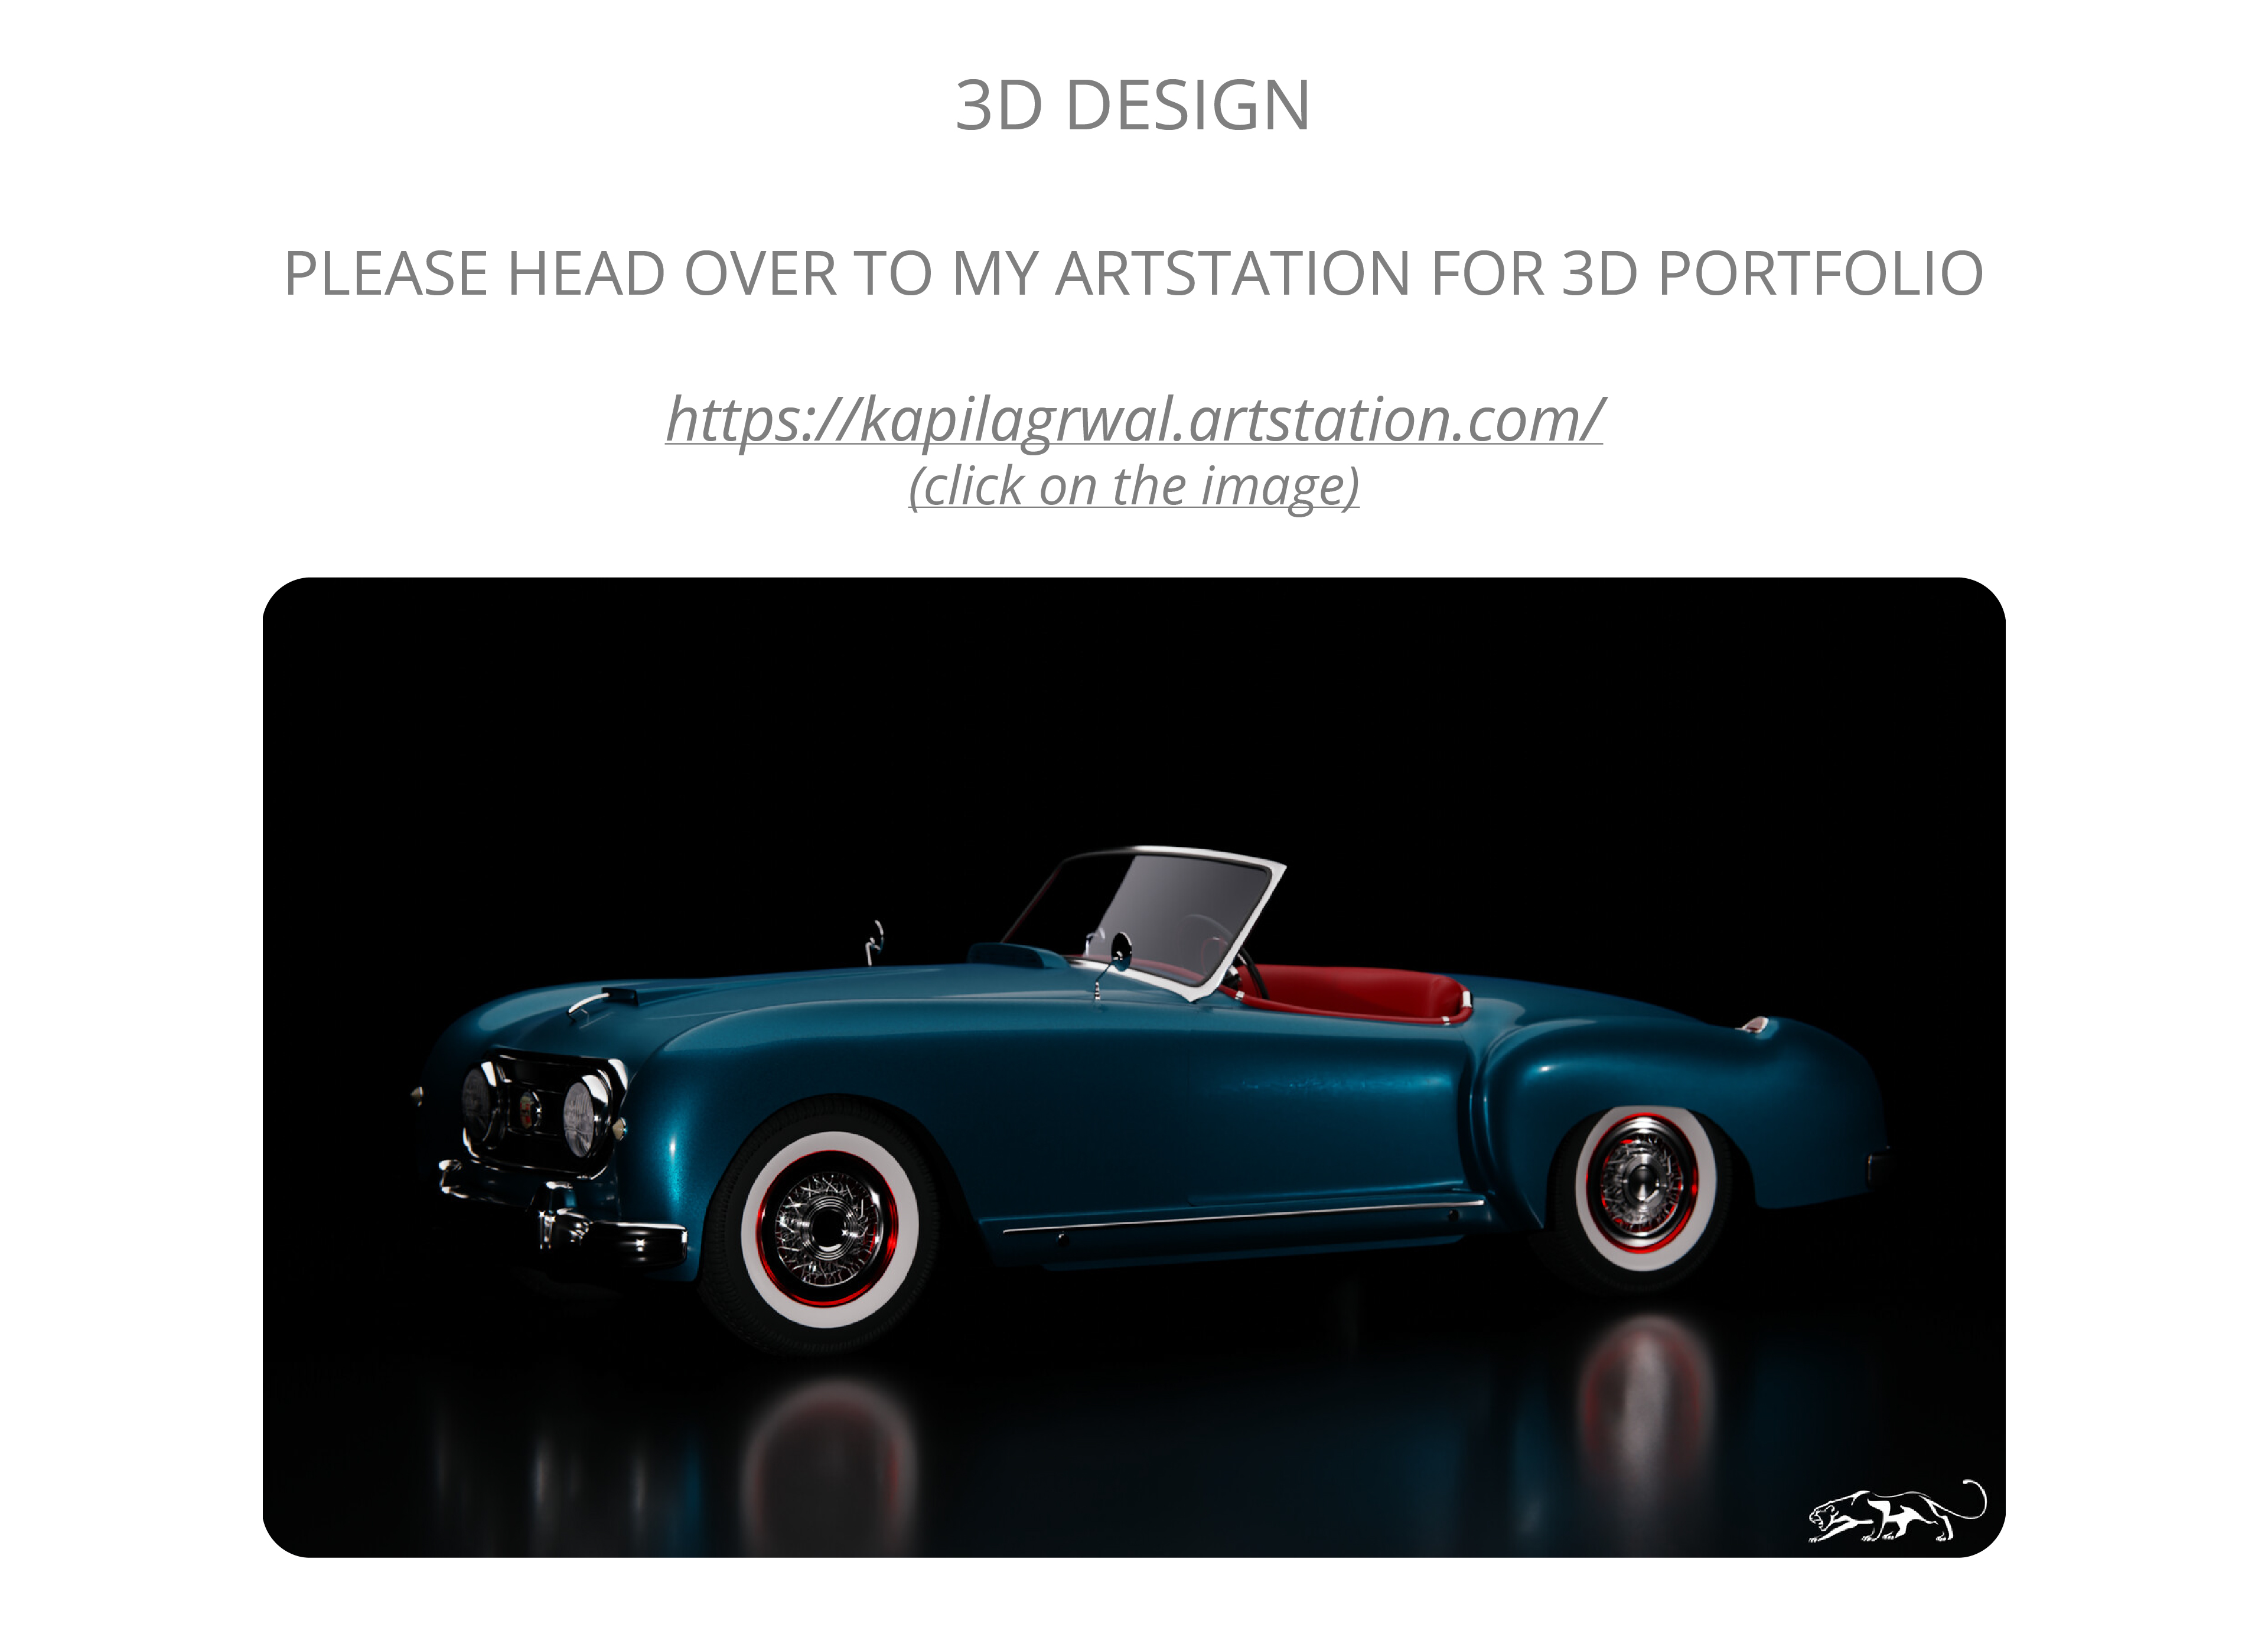 3D DESIGN
PLEASE HEAD OVER TO MY ARTSTATION FOR 3D PORTFOLIO
https://kapilagrwal.artstation.com/
(click on the image)